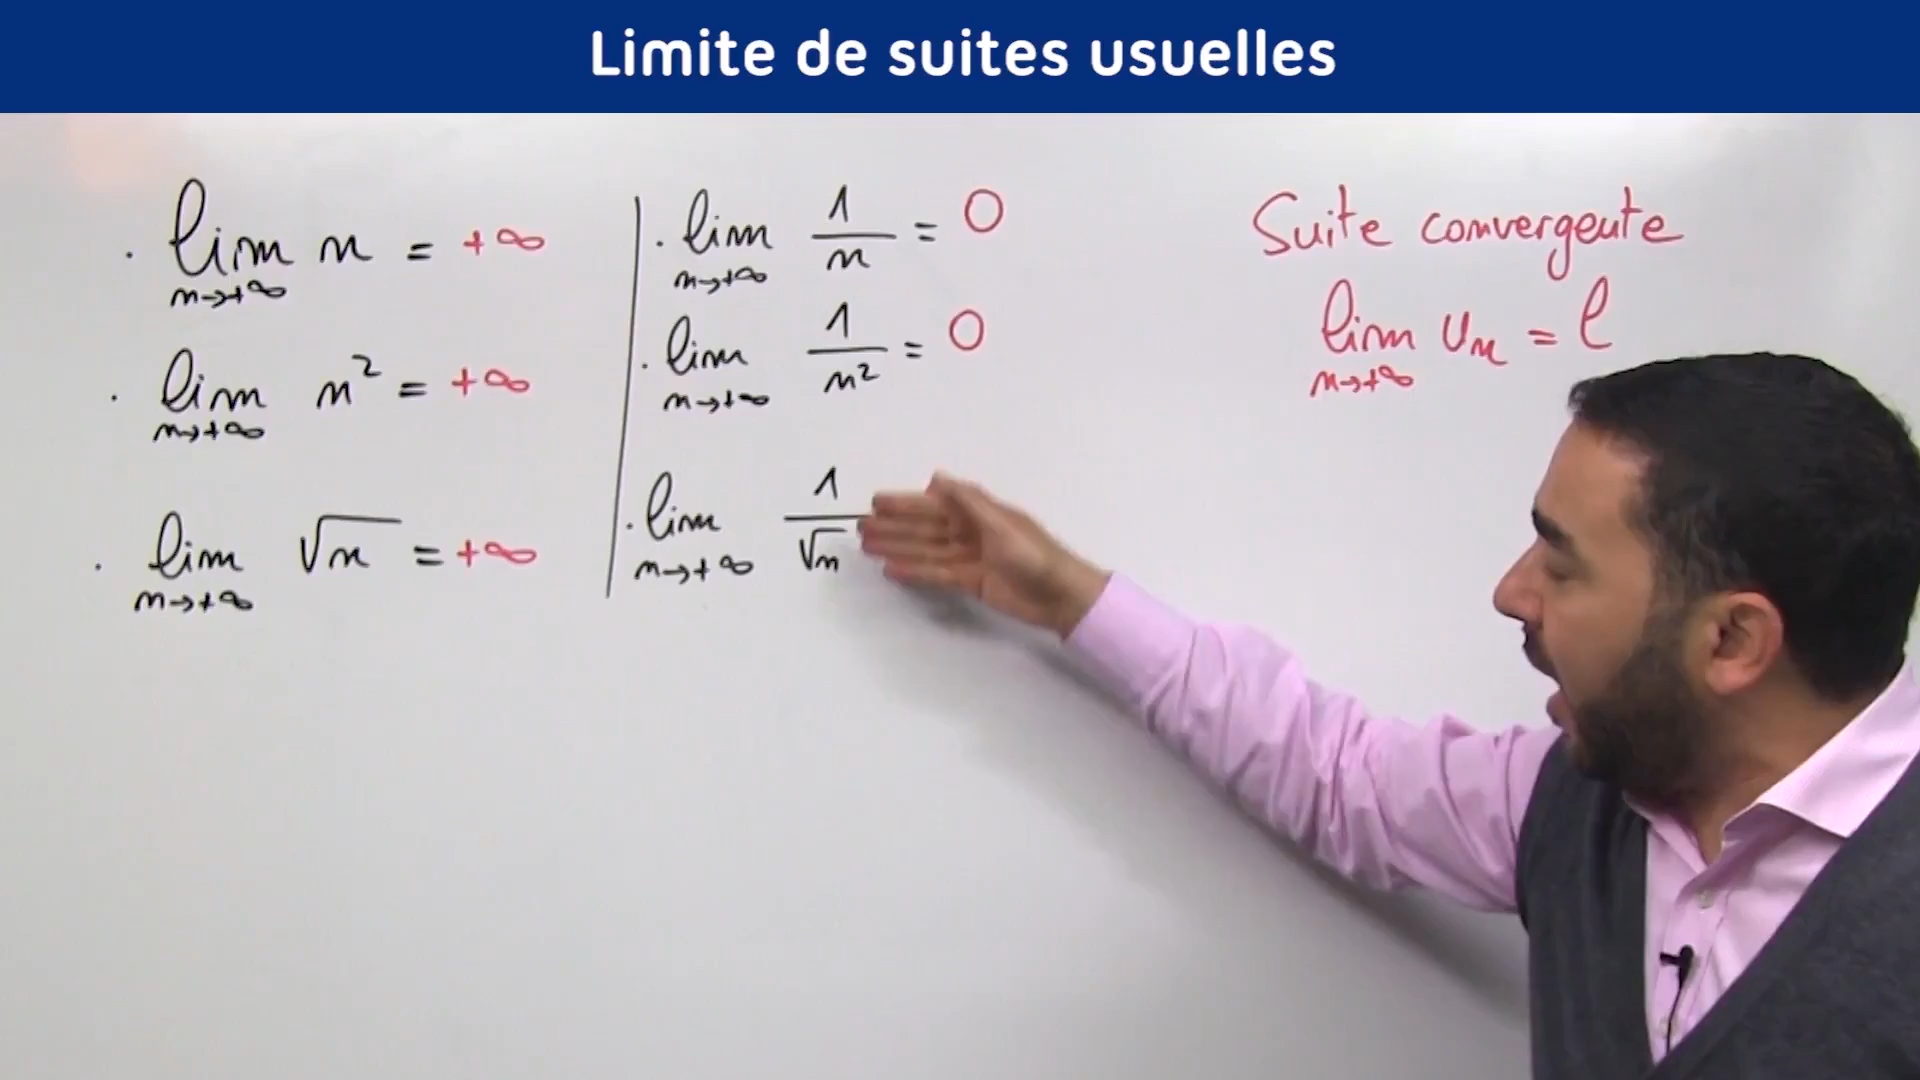 Limite de suites usuelles
. lim n = +∞
n→+∞
. lim n² = +∞
n→+∞
. lim √n = +∞
n→+∞
. lim 1/n = 0
n→+∞
. lim 1/n² = 0
n→+∞
. lim 1/√n
n→+∞
Suite convergente
lim uₙ = ℓ
n→+∞